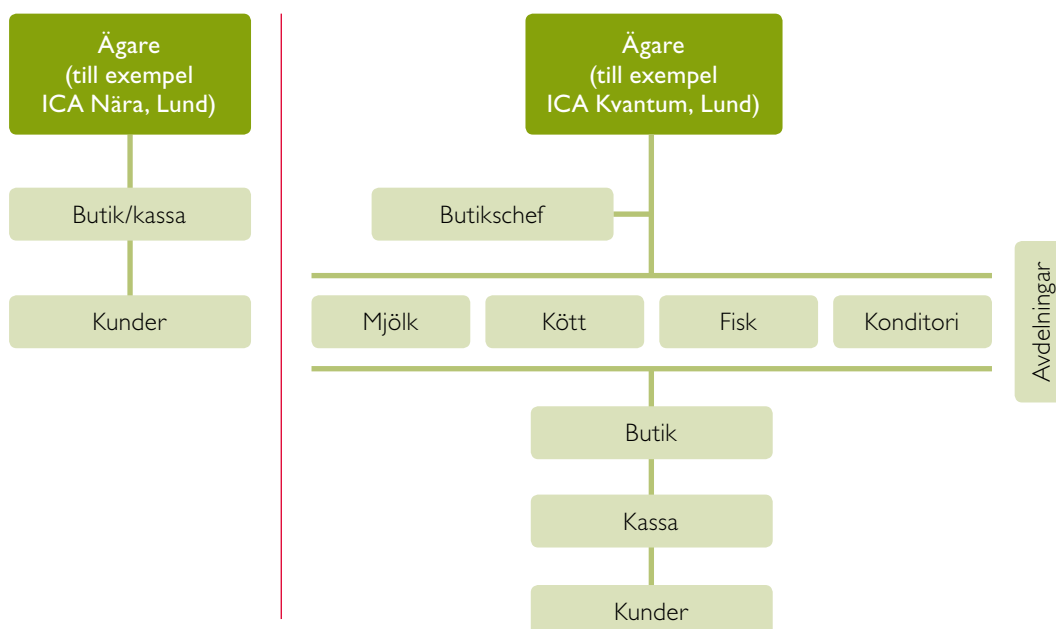 Ägare
(till exempel
ICA Nära, Lund)
Butik/kassa
Kunder
Ägare
(till exempel
ICA Kvantum, Lund)
Butikschef
Mjölk
Kött
Fisk
Konditori
Avdelningar
Butik
Kassa
Kunder